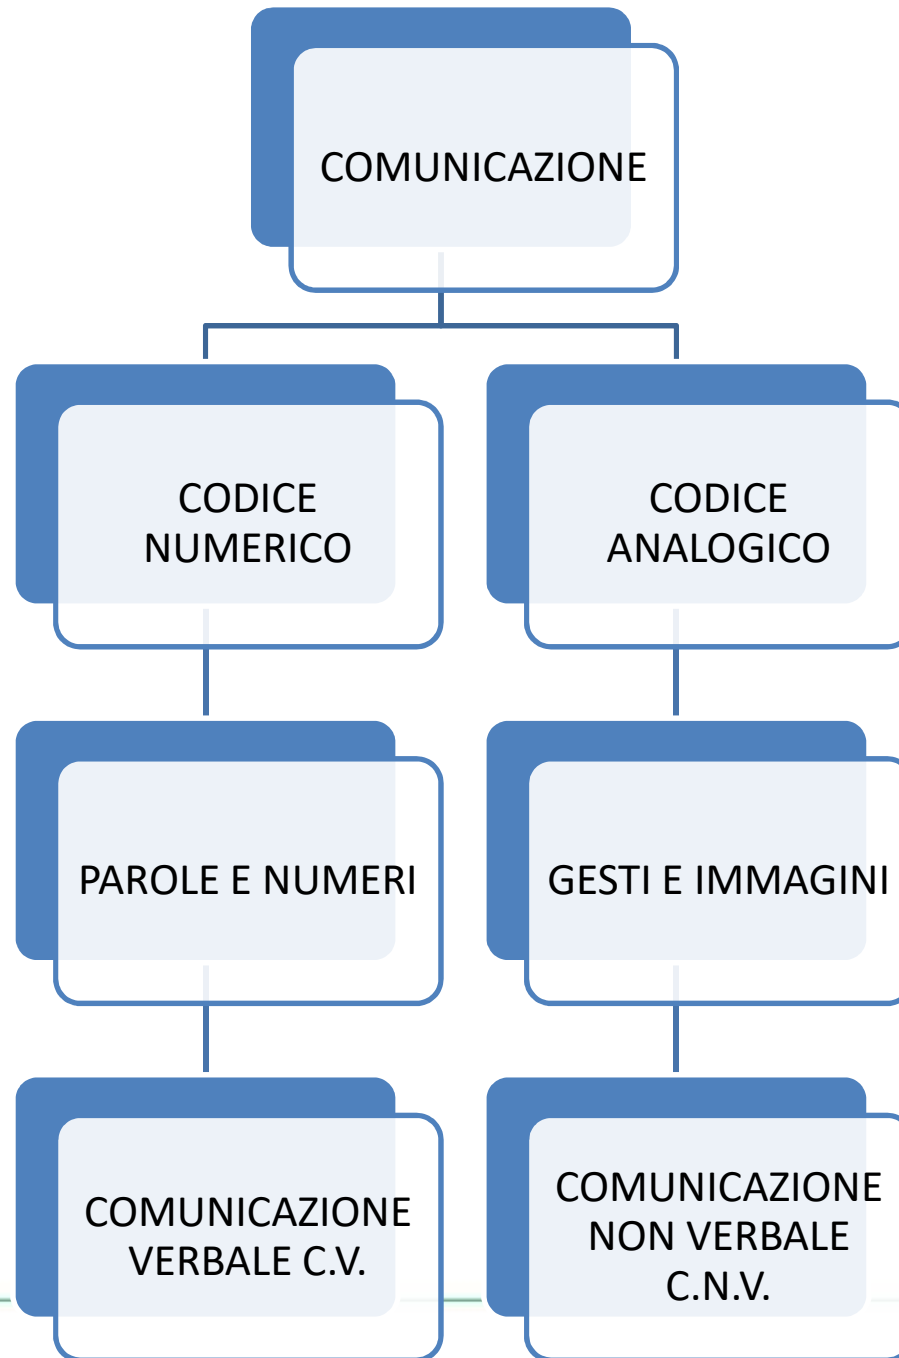 COMUNICAZIONE
CODICE
NUMERICO
CODICE
ANALOGICO
PAROLE E NUMERI
GESTI E IMMAGINI
COMUNICAZIONE
VERBALE C.V.
COMUNICAZIONE
NON VERBALE
C.N.V.